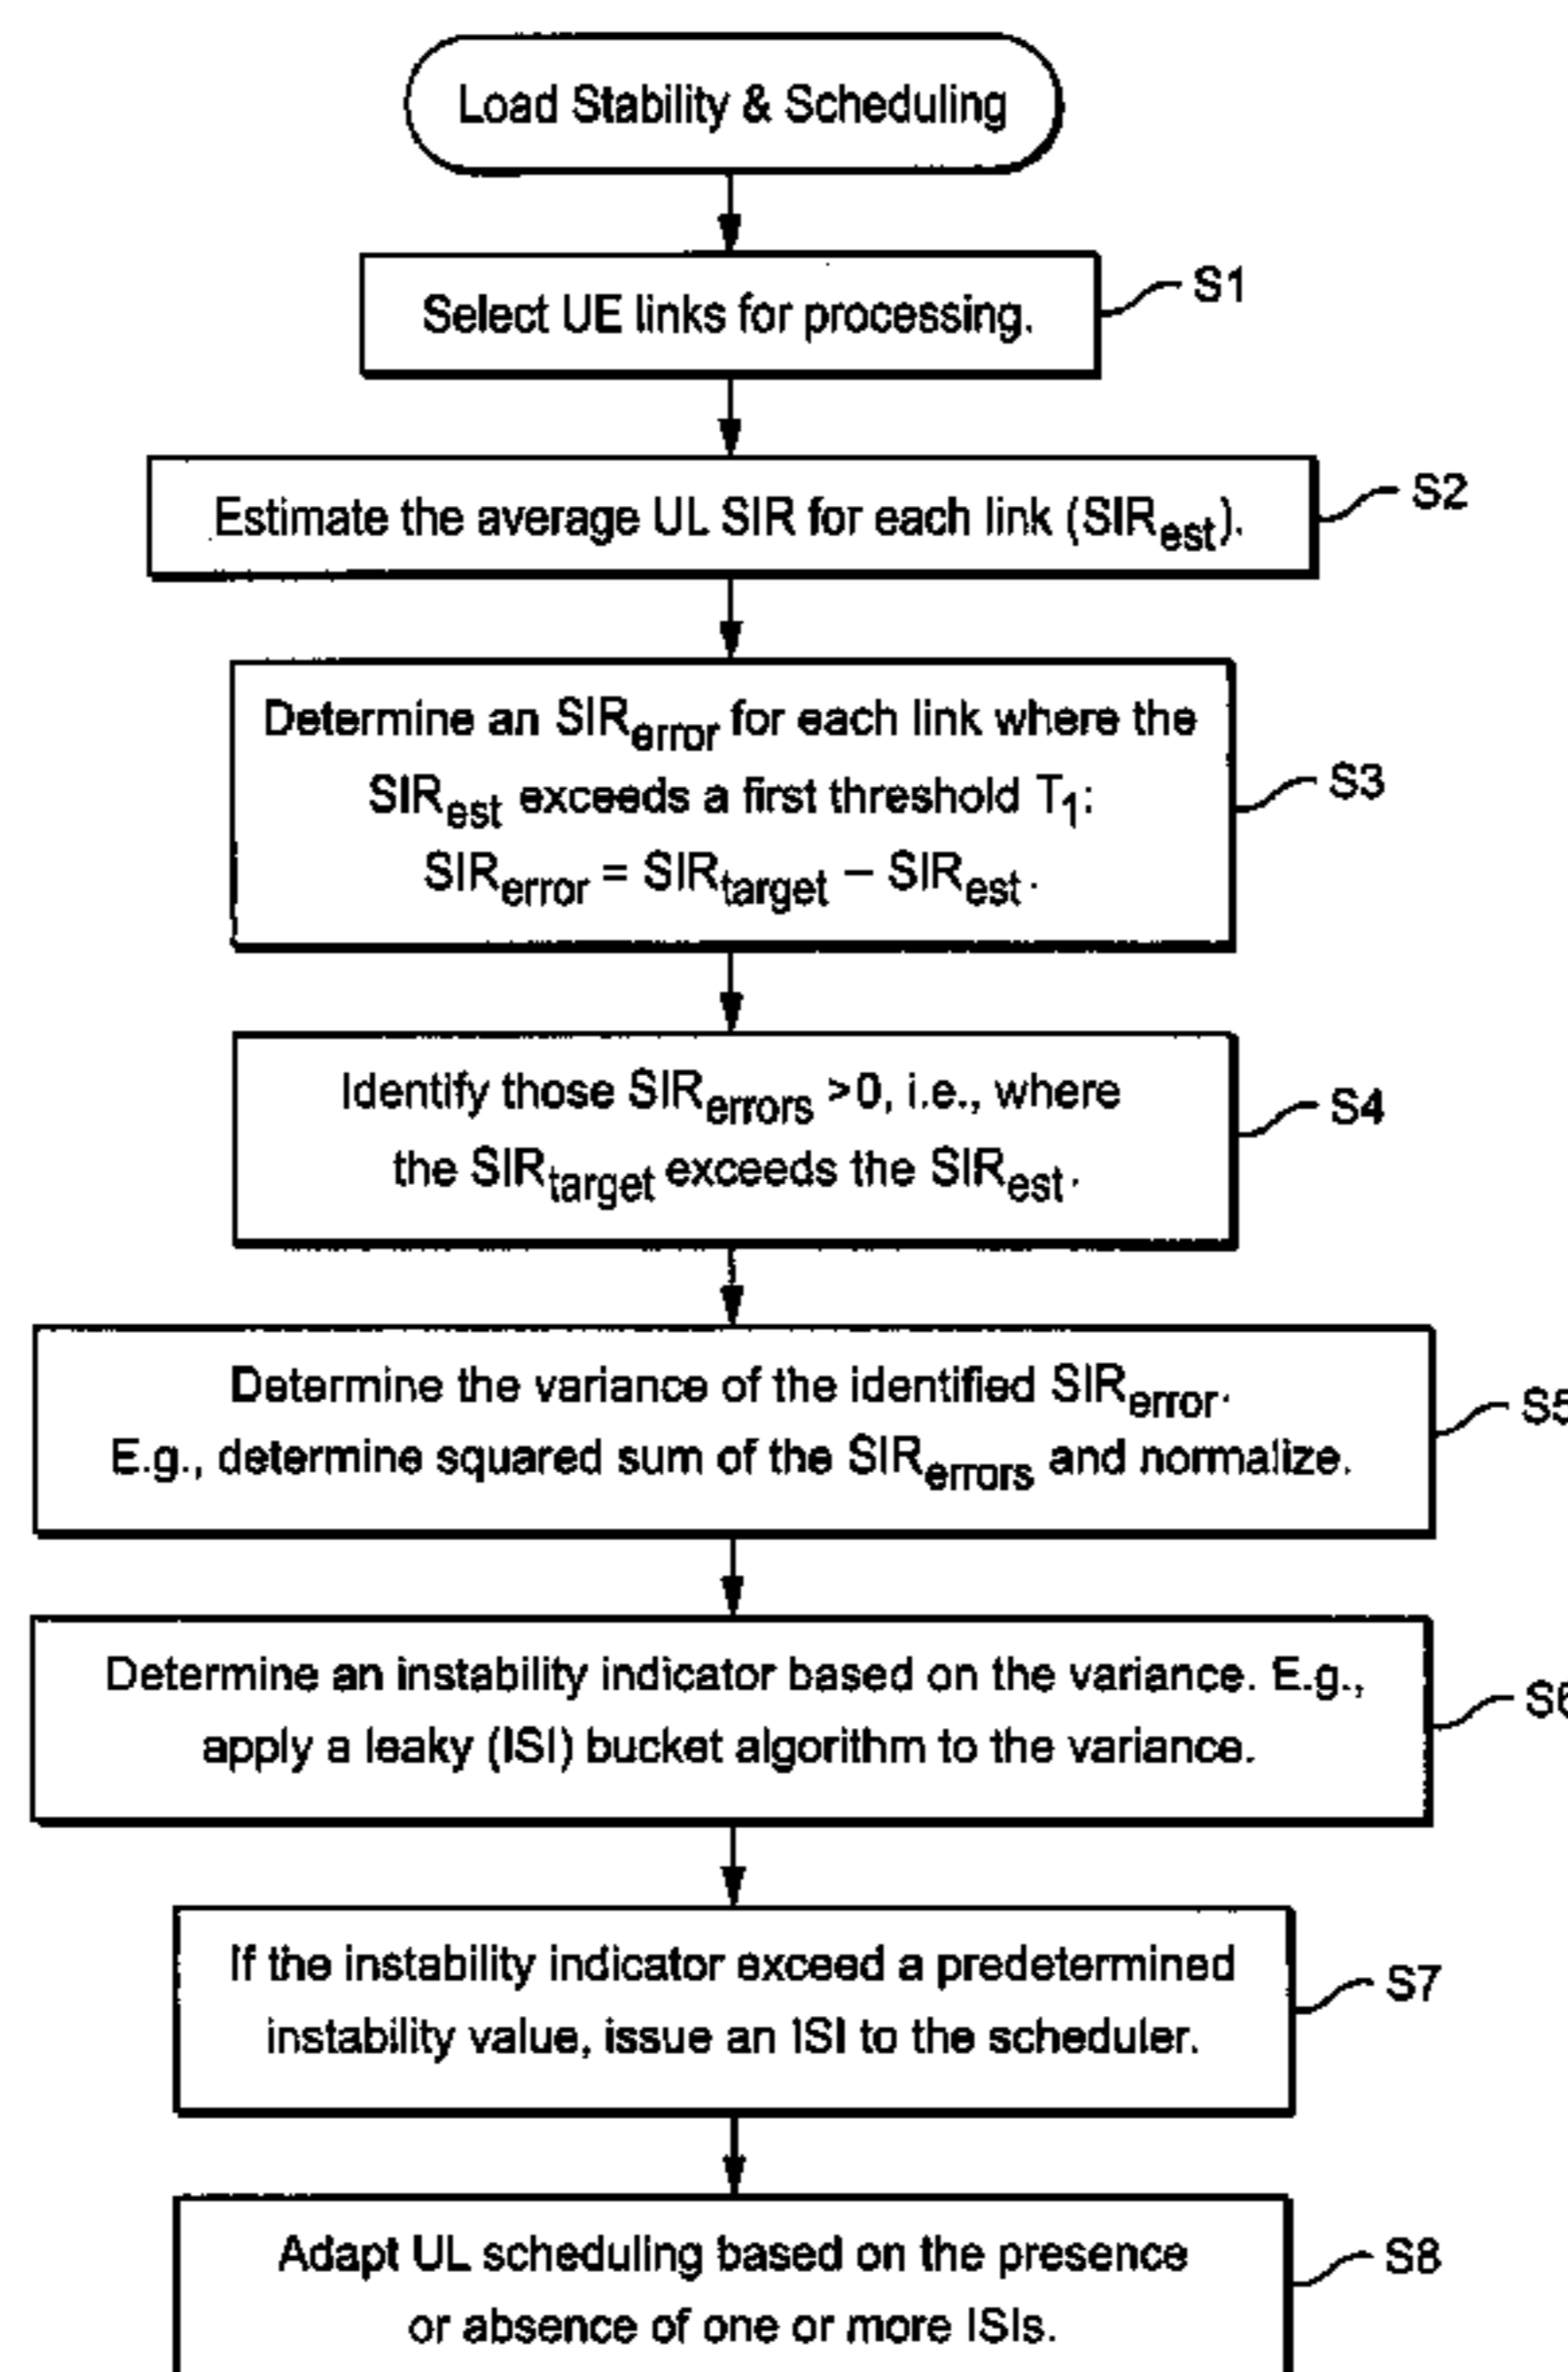 Load Stability & Scheduling
Select UE links for processing.
S1
Estimate the average UL SIR for each link (SIRest).
S2
Determine an SIRerror for each link where the
SIRest exceeds a first threshold T1:
SIRerror = SIRtarget – SIRest.
S3
Identify those SIRerrors >0, i.e., where
the SIRtarget exceeds the SIRest.
S4
Determine the variance of the identified SIRerror.
E.g., determine squared sum of the SIRerrors and normalize.
S5
Determine an instability indicator based on the variance. E.g.,
apply a leaky (ISI) bucket algorithm to the variance.
S6
If the instability indicator exceed a predetermined
instability value, issue an ISI to the scheduler.
S7
Adapt UL scheduling based on the presence
or absence of one or more ISIs.
S8